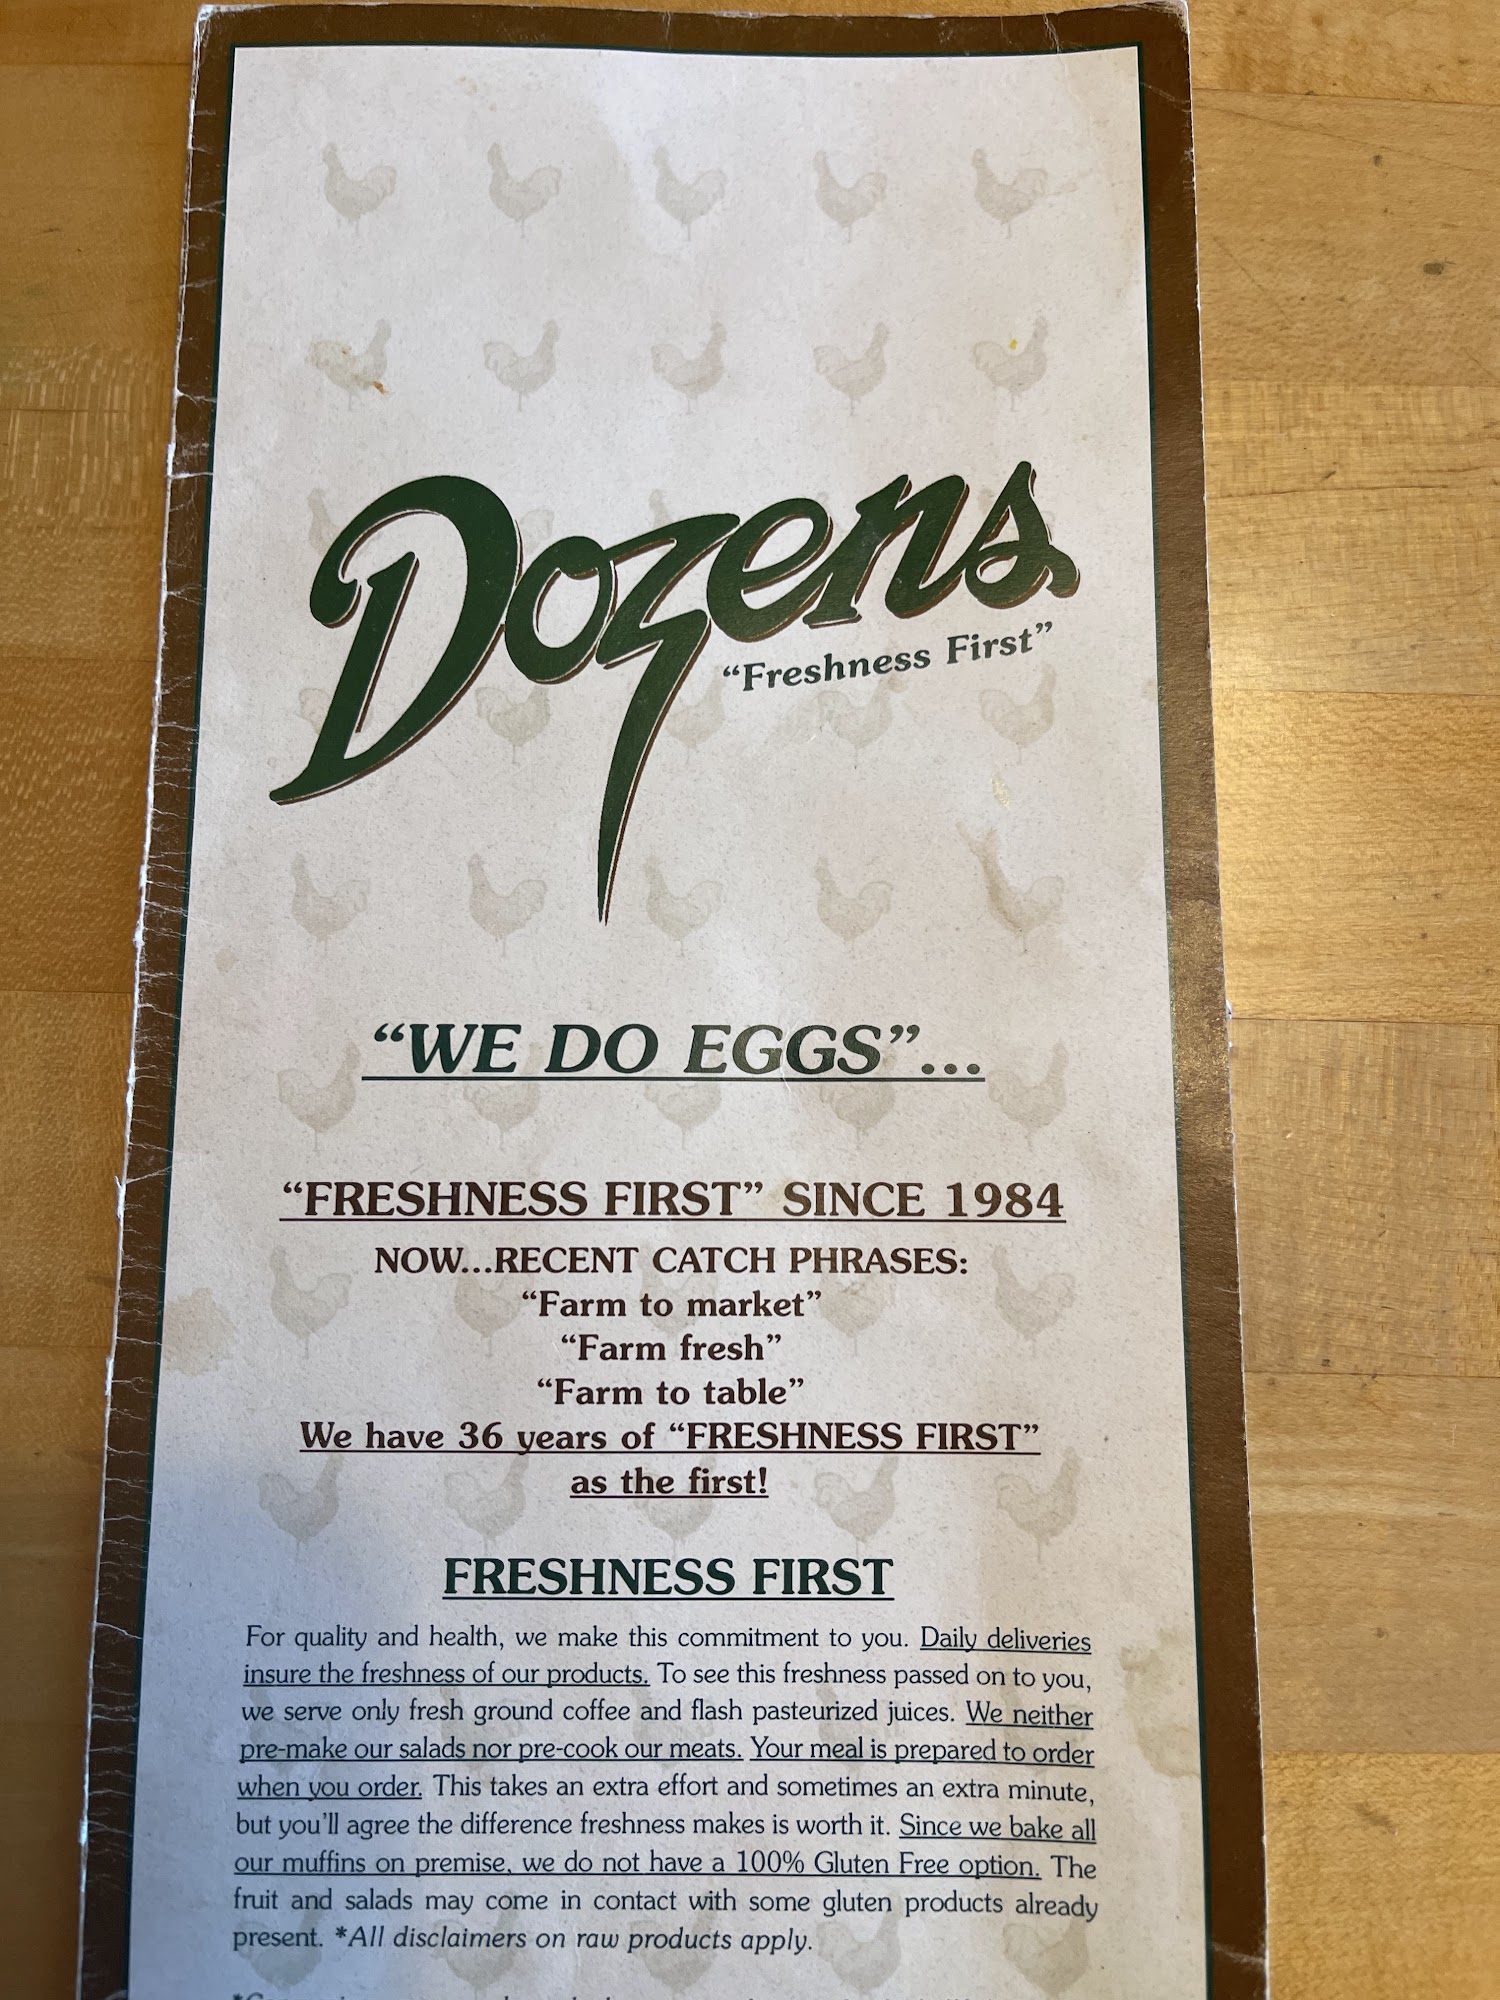 Dozens
“Freshness First”
“WE DO EGGS”...
“FRESHNESS FIRST” SINCE 1984
NOW...RECENT CATCH PHRASES:
“Farm to market”
“Farm fresh”
“Farm to table”
We have 36 years of “FRESHNESS FIRST”
as the first!
FRESHNESS FIRST
For quality and health, we make this commitment to you. Daily deliveries
insure the freshness of our products. To see this freshness passed on to you,
we serve only fresh ground coffee and flash pasteurized juices. We neither
pre-make our salads nor pre-cook our meats. Your meal is prepared to order
when you order. This takes an extra effort and sometimes an extra minute,
but you’ll agree the difference freshness makes is worth it. Since we bake all
our muffins on premise, we do not have a 100% Gluten Free option. The
fruit and salads may come in contact with some gluten products already
present. *All disclaimers on raw products apply.